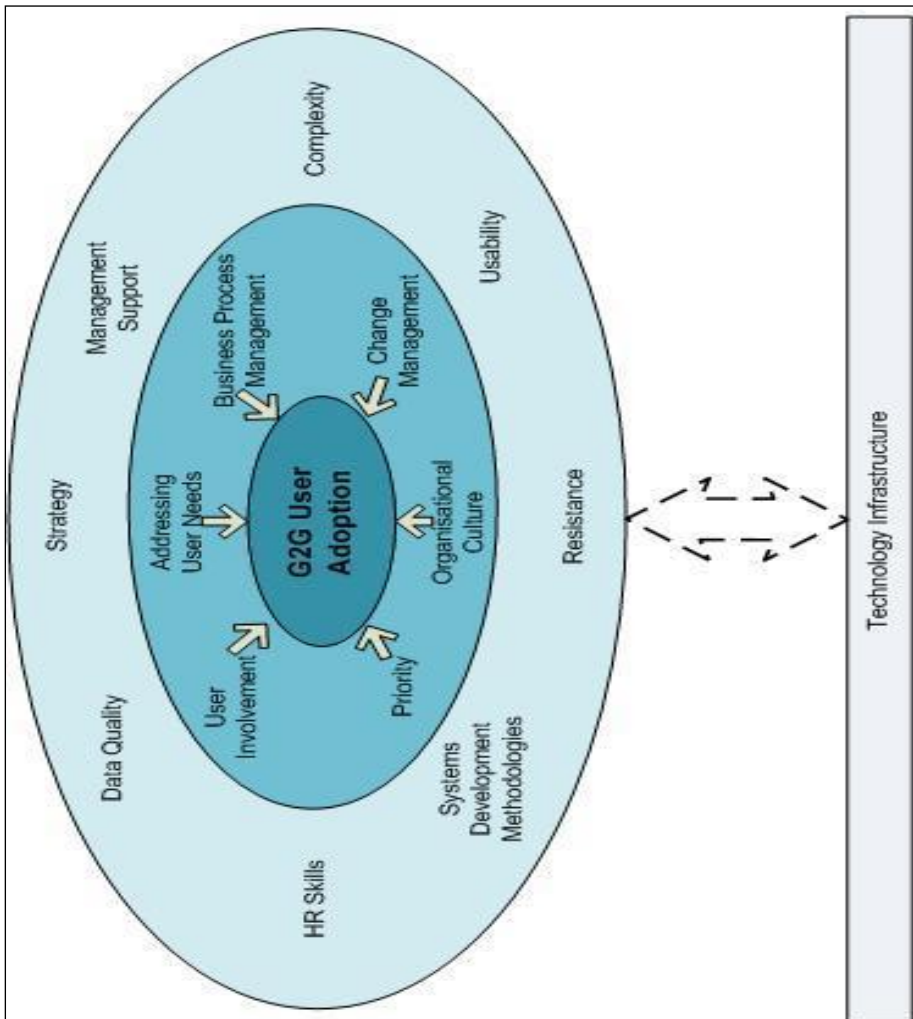 Strategy
Data Quality
Management
Support
HR Skills
Complexity
User
Involvement
Addressing
User Needs
Business Process
Management
G2G User
Adoption
Priority
Organisational
Culture
Change
Management
Systems
Development
Methodologies
Resistance
Usability
Technology Infrastructure